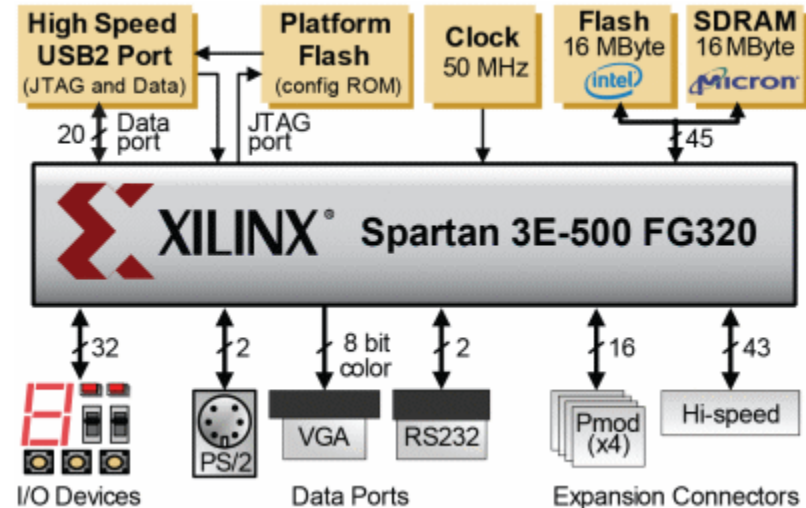 High Speed
USB2 Port
(JTAG and Data)
Platform
Flash
(config ROM)
Clock
50 MHz
Flash
16 MByte
intel
SDRAM
16 MByte
Micron
20
Data
port
JTAG
port
45
XILINX® Spartan 3E-500 FG320
32
2
8 bit
color
2
16
43
PS/2
VGA
RS232
Pmod
(x4)
Hi-speed
I/O Devices
Data Ports
Expansion Connectors